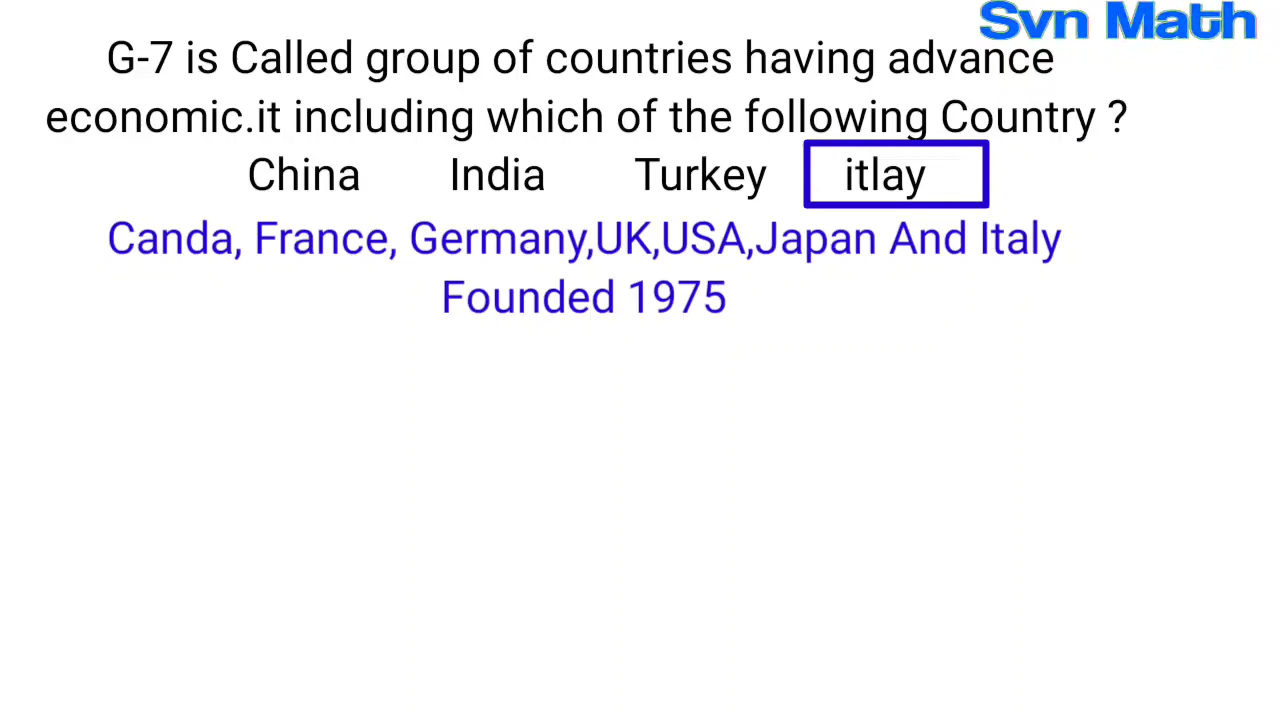 Svn Math
G-7 is Called group of countries having advance
economic.it including which of the following Country ?
China India Turkey itlay
Canda, France, Germany,UK,USA,Japan And Italy
Founded 1975